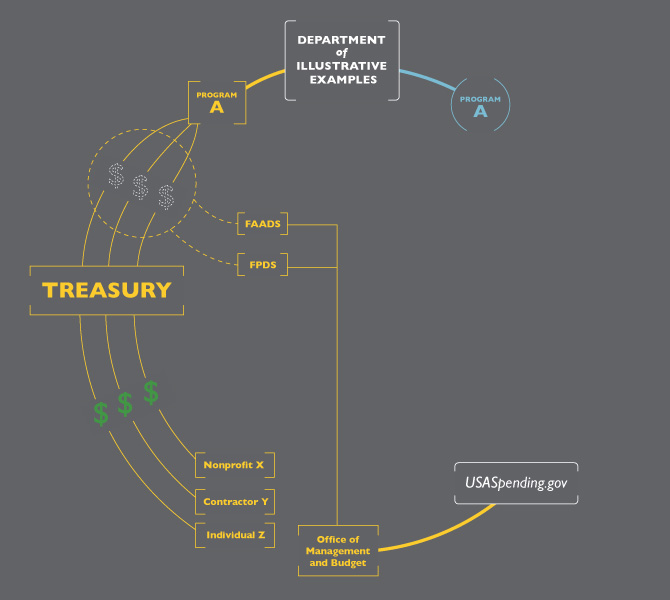 DEPARTMENT
of
ILLUSTRATIVE
EXAMPLES
PROGRAM
A
PROGRAM
A
$
$
$
FAADS
FPDS
TREASURY
$
$
$
Nonprofit X
Contractor Y
Individual Z
USASpending.gov
Office of
Management
and Budget